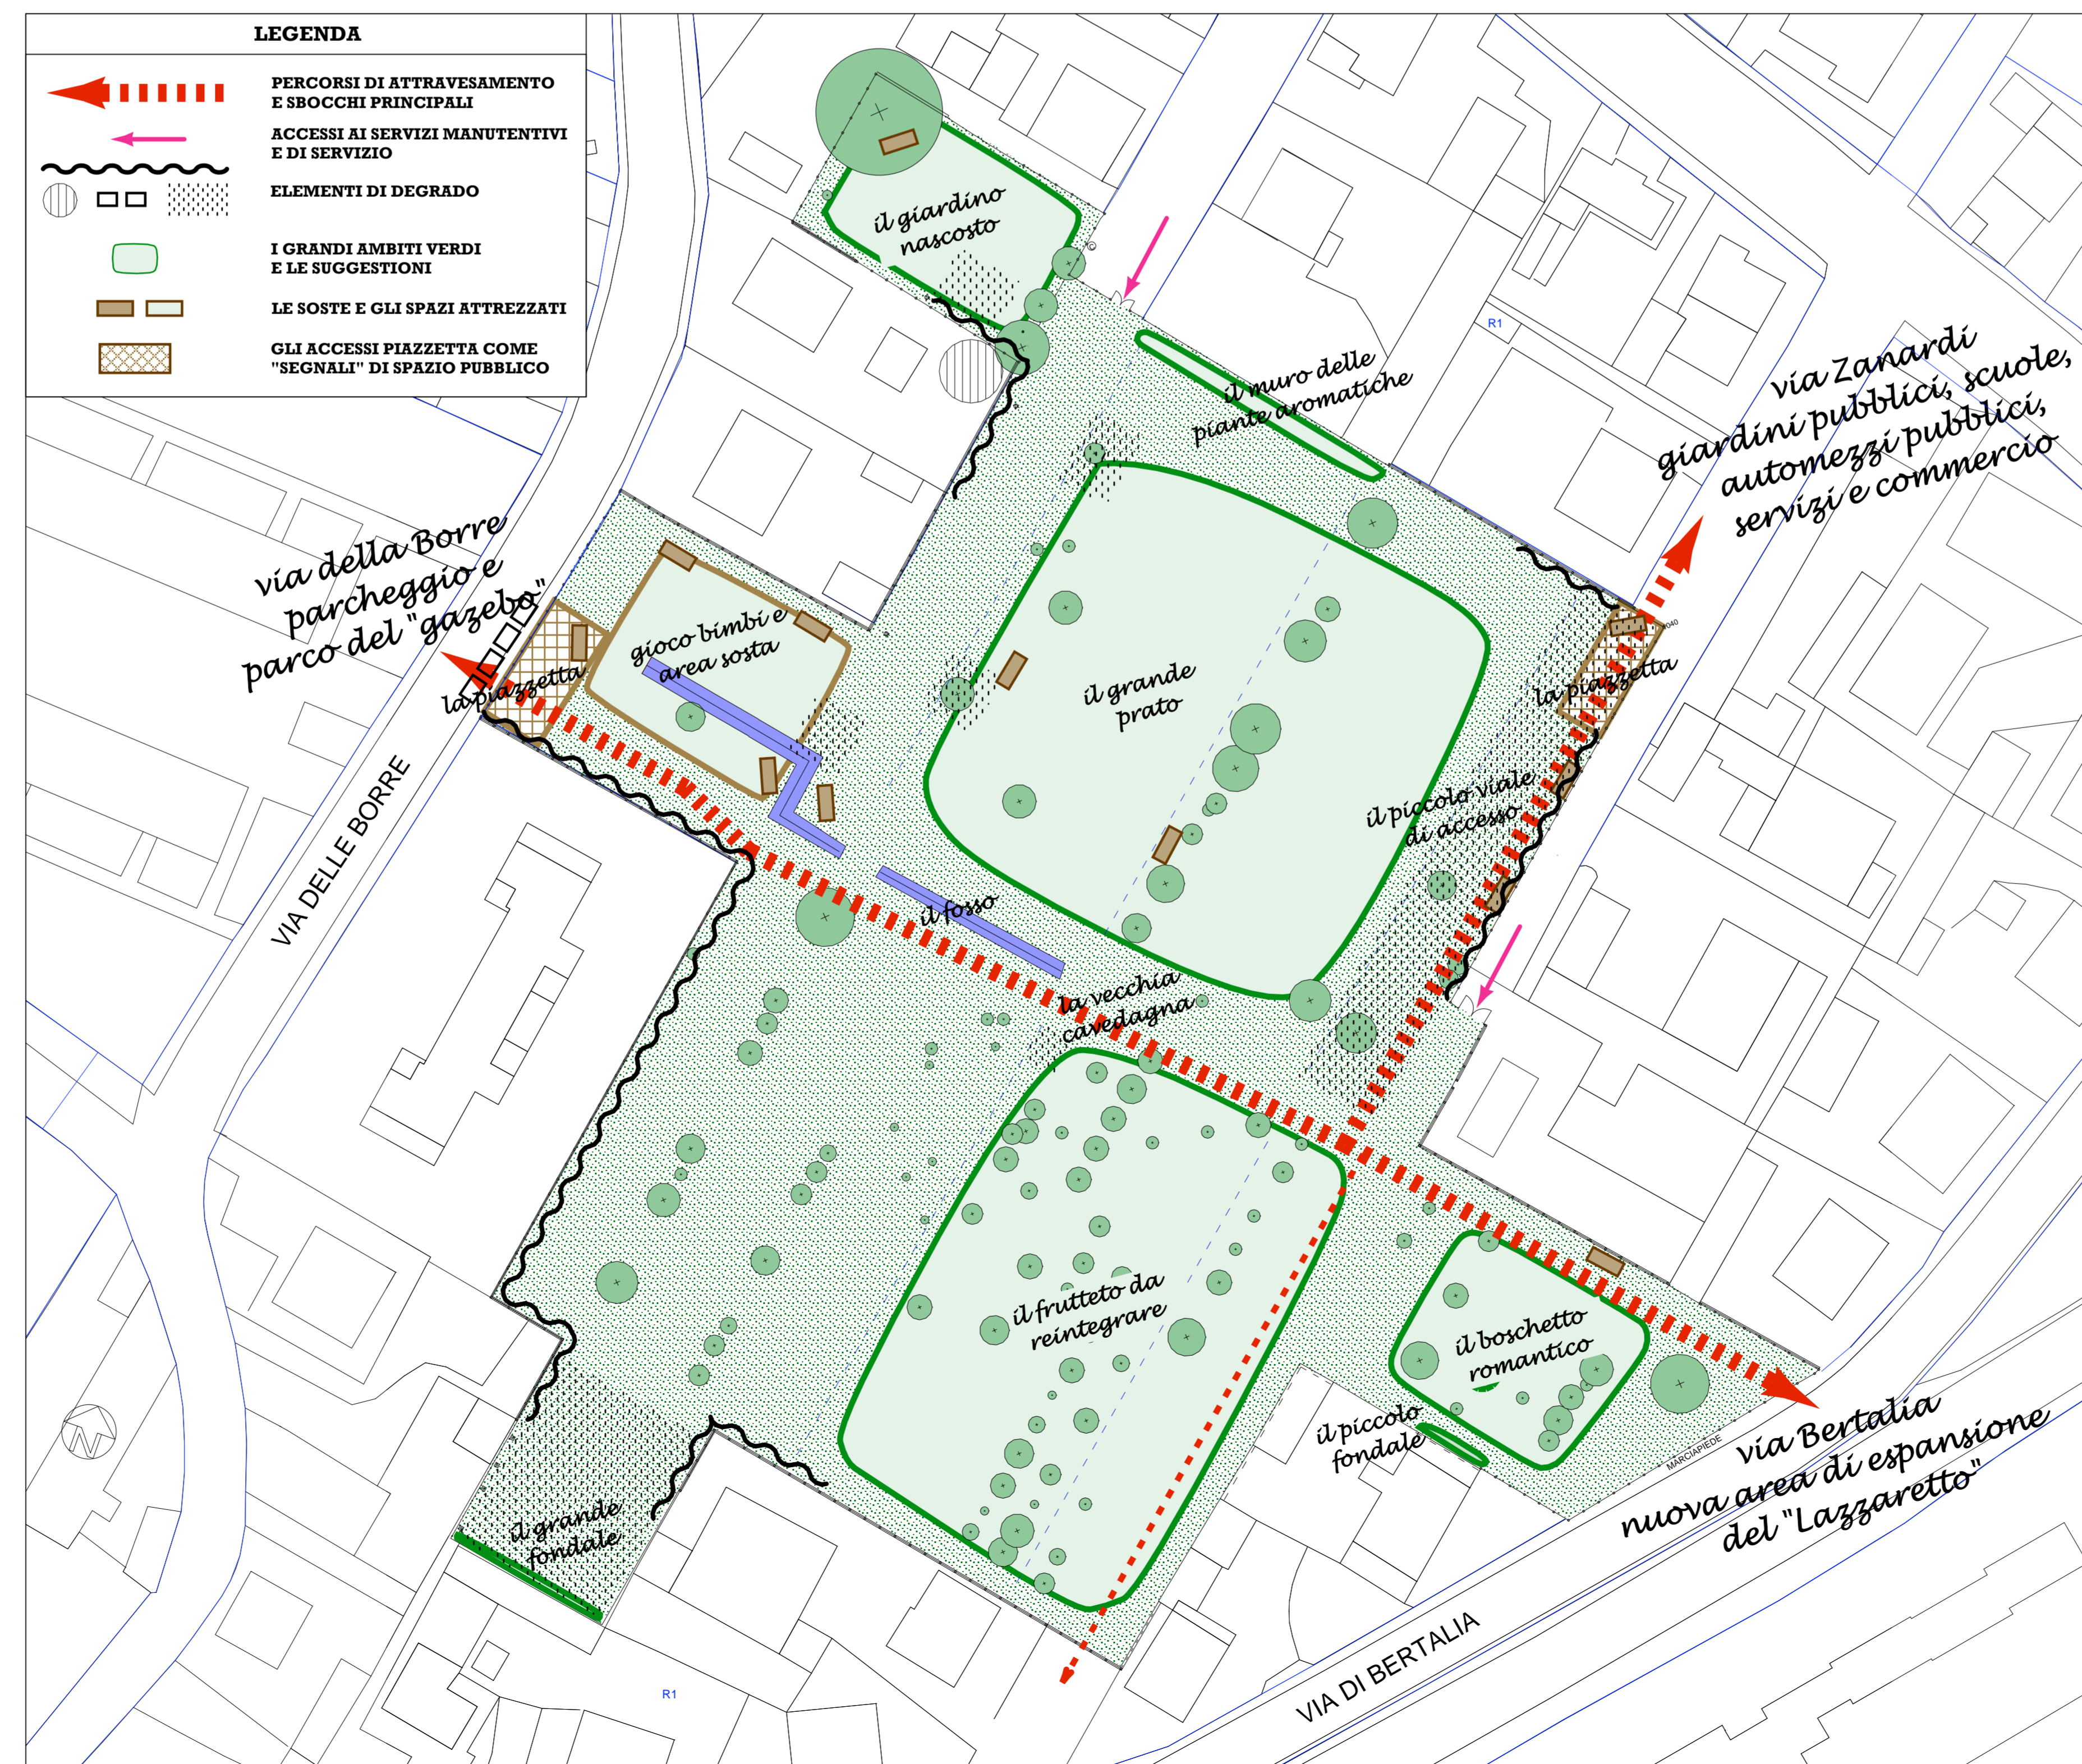 LEGENDA
PERCORSI DI ATTRAVESAMENTO
E SBOCCHI PRINCIPALI
ACCESSI AI SERVIZI MANUTENTIVI
E DI SERVIZIO
ELEMENTI DI DEGRADO
I GRANDI AMBITI VERDI
E LE SUGGESTIONI
LE SOSTE E GLI SPAZI ATTREZZATI
GLI ACCESSI PIAZZETTA COME
"SEGNALI" DI SPAZIO PUBBLICO
il giardino
nascosto
R1
il muro delle
piante aromatiche
via Zanardi
giardini pubblici, scuole,
automezzi pubblici,
servizi e commercio
via della Borre
parcheggio e
parco del "gazebo"
la piazzetta
gioco bimbi e
area sosta
il grande
prato
040
la piazzetta
il piccolo viale
di accesso
VIA DELLE BORRE
il fosso
la vecchia
cavedagna
il frutteto da
reintegrare
il boschetto
romantico
il piccolo
fondale
MARCIAPIEDE
via Bertalia
nuova area di espansione
del "Lazzaretto"
N
il grande
fondale
VIA DI BERTALIA
R1